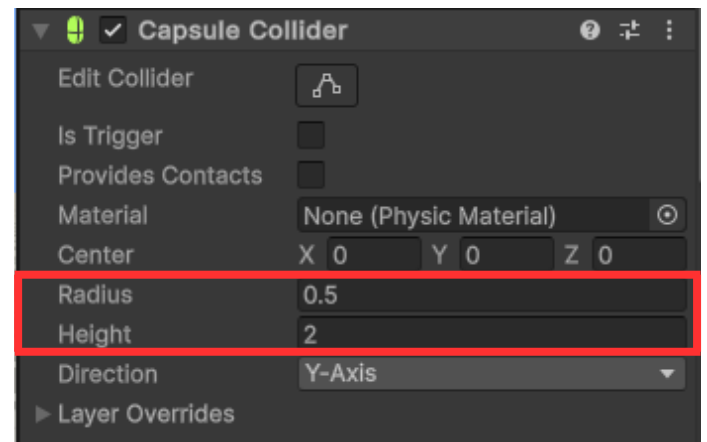 Capsule Collider
Edit Collider
Is Trigger
Provides Contacts
Material None (Physic Material)
Center X 0 Y 0 Z 0
Radius 0.5
Height 2
Direction Y-Axis
Layer Overrides